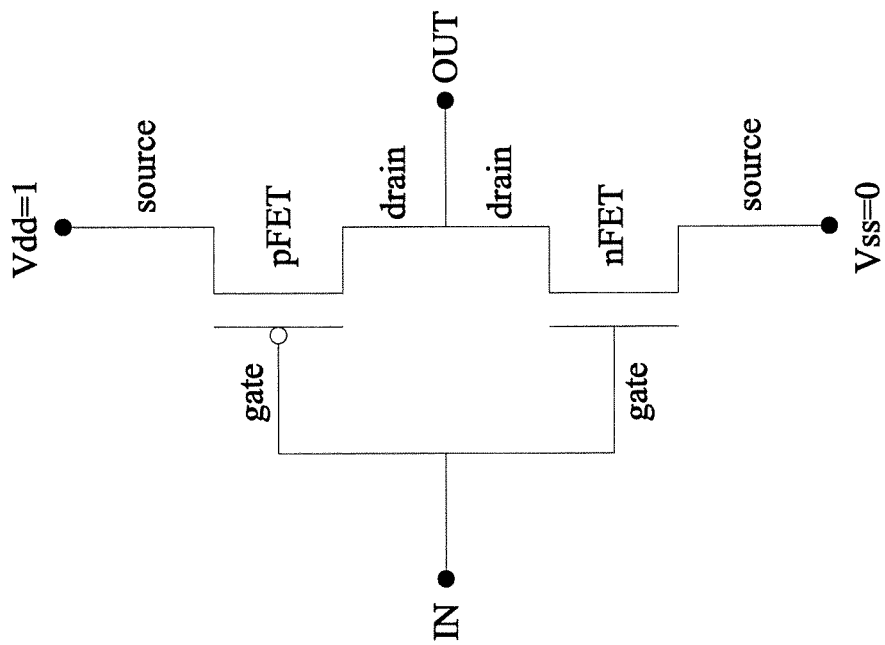 Vdd=1
source
pFET
gate
drain
OUT
drain
nFET
gate
source
Vss=0
IN